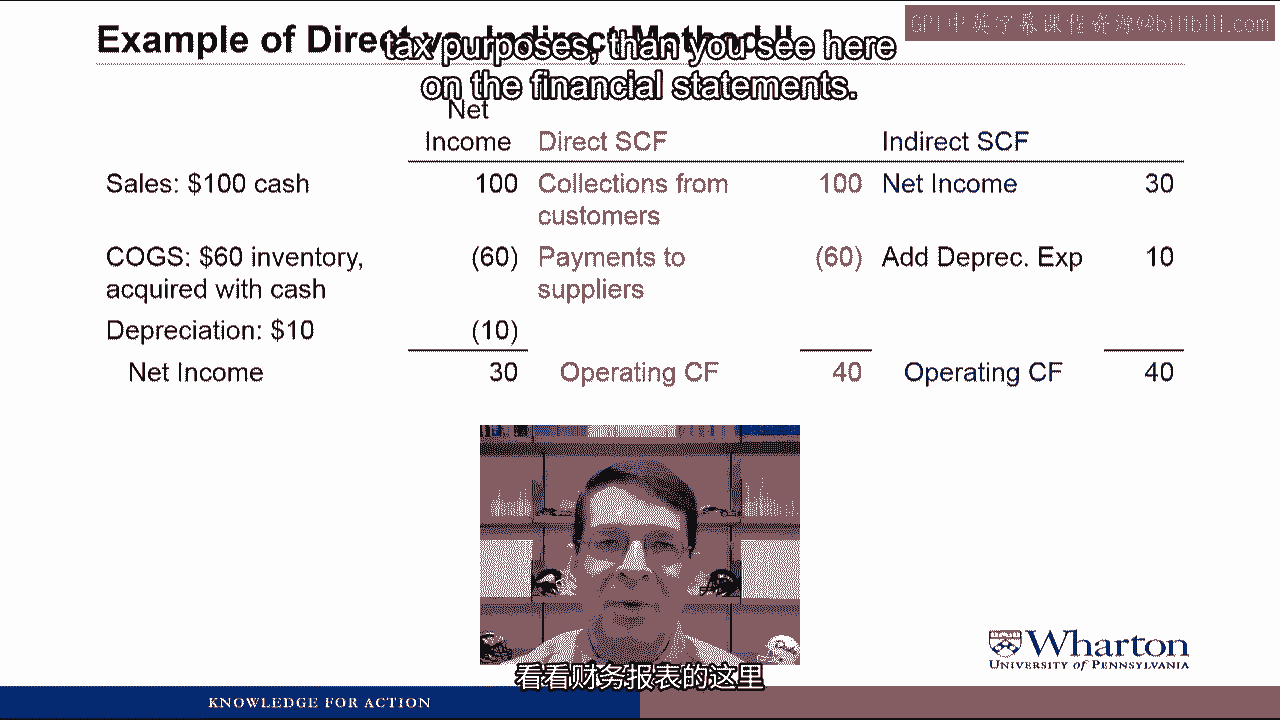 Example of Direct vs. Indirect Method II
tax purposes, than you see here
on the financial statements.
GPT中英字幕课程资源@bilibili.com
Net
Income Direct SCF Indirect SCF
Sales: $100 cash 100 Collections from customers 100 Net Income 30
COGS: $60 inventory, acquired with cash (60) Payments to suppliers (60) Add Deprec. Exp 10
Depreciation: $10 (10)
Net Income 30 Operating CF 40 Operating CF 40
Wharton
UNIVERSITY of PENNSYLVANIA
看看财务报表的这里
KNOWLEDGE FOR ACTION